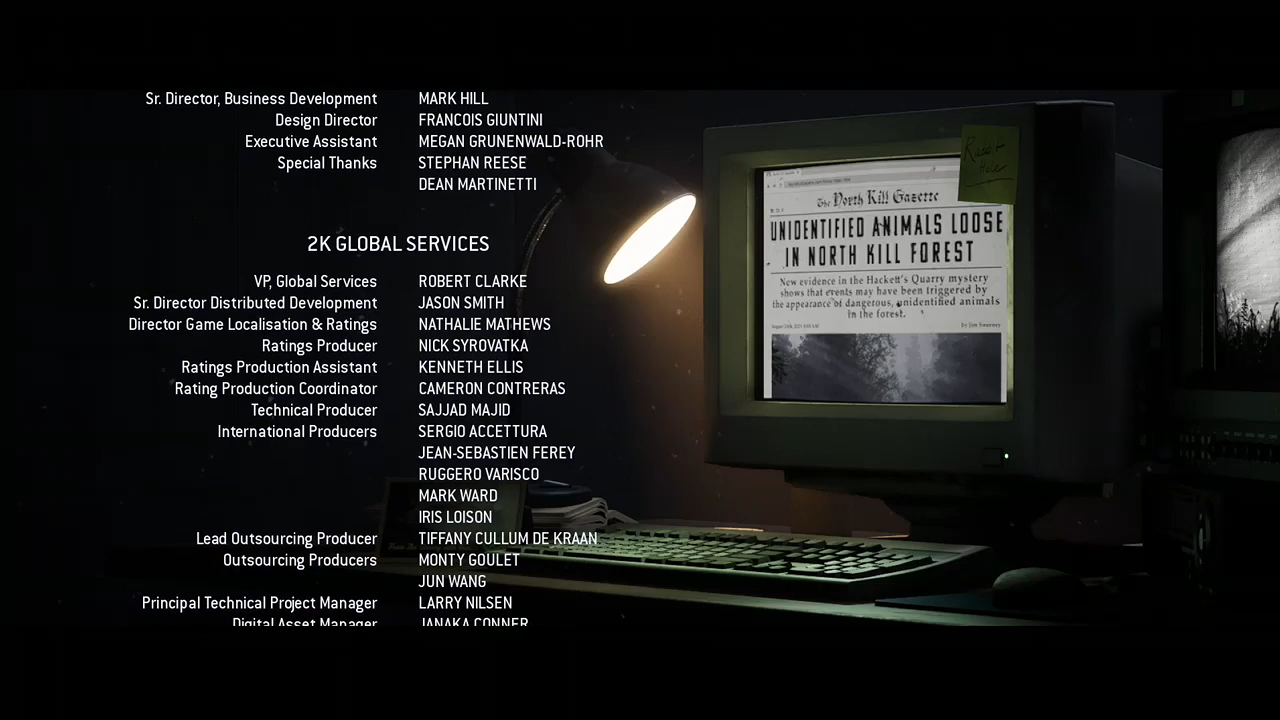 Sr. Director, Business Development MARK HILL
Design Director FRANCOIS GIUNTINI
Executive Assistant MEGAN GRUNENWALD-ROHR
Special Thanks STEPHAN REESE
DEAN MARTINETTI
2K GLOBAL SERVICES
VP, Global Services ROBERT CLARKE
Sr. Director Distributed Development JASON SMITH
Director Game Localisation & Ratings NATHALIE MATHEWS
Ratings Producer NICK SYROVATKA
Ratings Production Assistant KENNETH ELLIS
Rating Production Coordinator CAMERON CONTRERAS
Technical Producer SAJJAD MAJID
International Producers SERGIO ACCETTURA
JEAN-SEBASTIEN FEREY
RUGGERO VARISCO
MARK WARD
IRIS LOISON
Lead Outsourcing Producer TIFFANY CULLUM DE KRAAN
Outsourcing Producers MONTY GOULET
JUN WANG
Principal Technical Project Manager LARRY NILSEN
Digital Asset Manager JANAKA CONNER
The North Kill Gazette
UNIDENTIFIED ANIMALS LOOSE
IN NORTH KILL FOREST
New evidence in the Hackett's Quarry mystery
shows that events may have been triggered by
the appearance of dangerous, unidentified animals
in the forest.